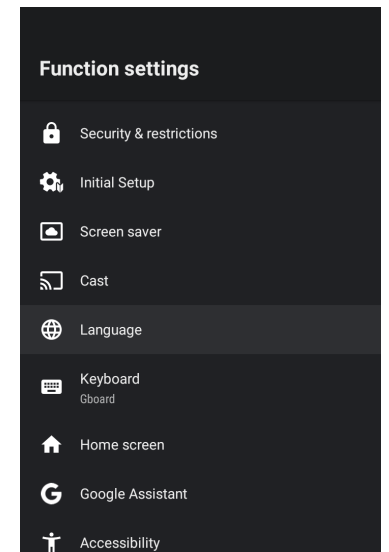 Function settings
Security & restrictions
Initial Setup
Screen saver
Cast
Language
Keyboard
Gboard
Home screen
Google Assistant
Accessibility